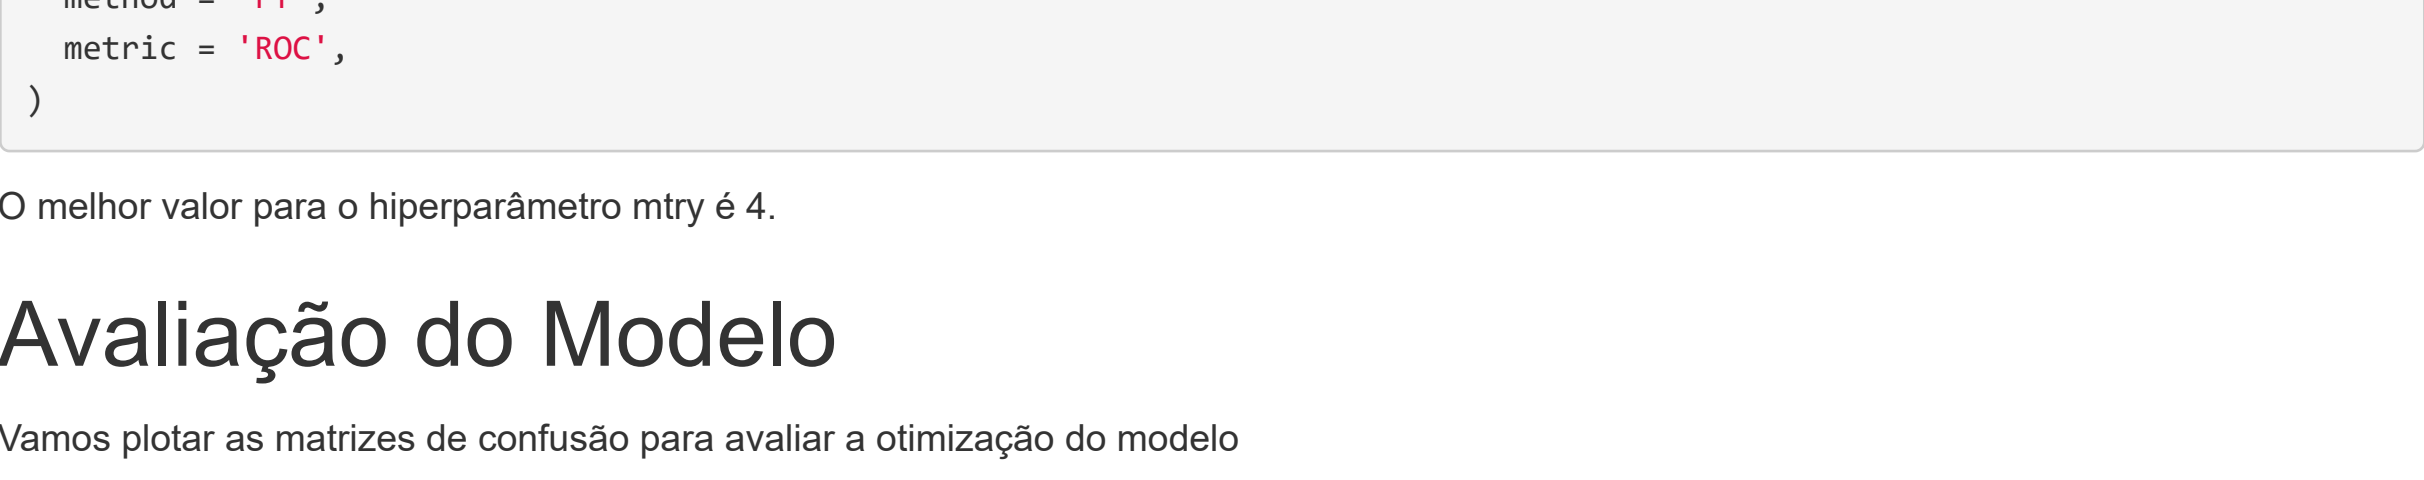 method =
metric = 'ROC',
)
O melhor valor para o hiperparâmetro mtry é 4.
Avaliação do Modelo
Vamos plotar as matrizes de confusão para avaliar a otimização do modelo